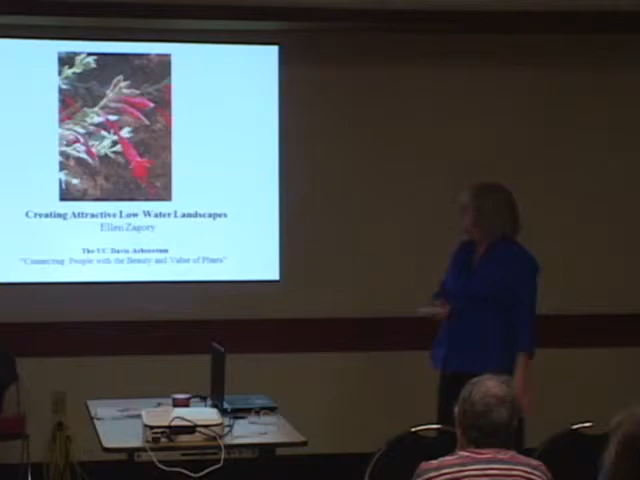 Creating Attractive Low Water Landscapes
Ellen Zagory
The UC Davis Arboretum
"Connecting People with the Beauty and Value of Plants"